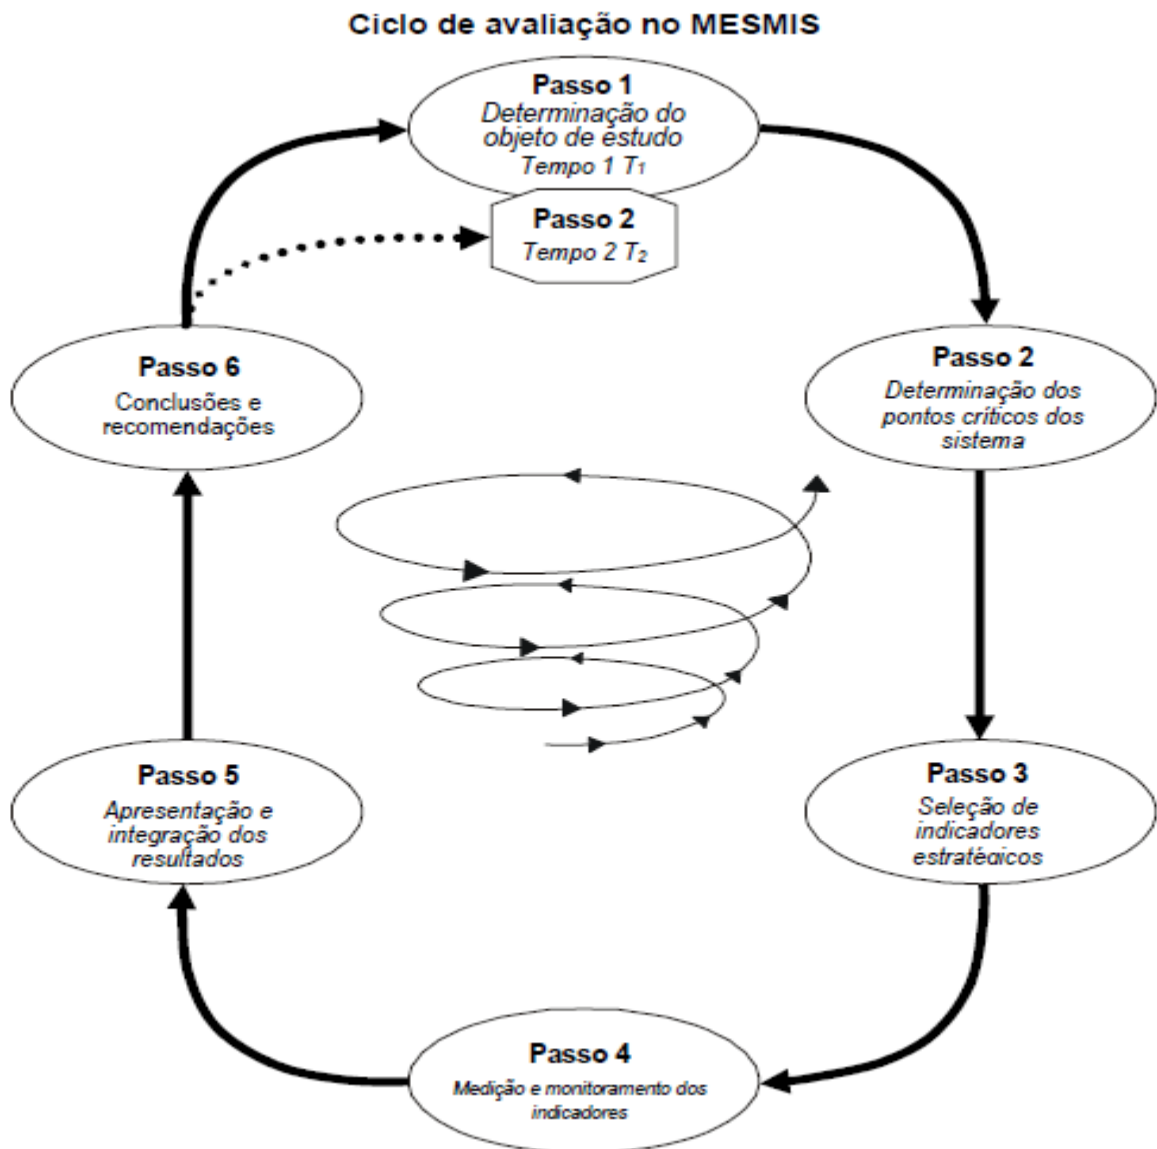 Ciclo de avaliação no MESMIS
Passo 1
Determinação do
objeto de estudo
Tempo 1 T₁
Passo 2
Tempo 2 T₂
Passo 2
Determinação dos
pontos críticos dos
sistema
Passo 3
Seleção de
indicadores
estratégicos
Passo 4
Medição e monitoramento dos
indicadores
Passo 5
Apresentação e
integração dos
resultados
Passo 6
Conclusões e
recomendações